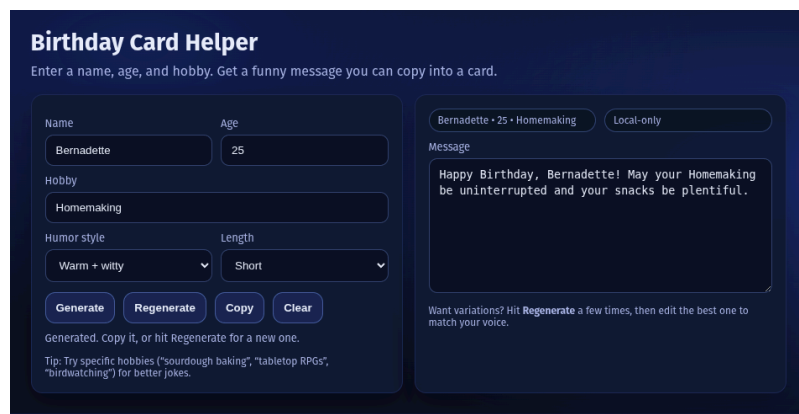 Birthday Card Helper
Enter a name, age, and hobby. Get a funny message you can copy into a card.
Name
Age
Bernadette
25
Hobby
Homemaking
Humor style
Length
Warm + witty
Short
Generate
Regenerate
Copy
Clear
Generated. Copy it, or hit Regenerate for a new one.
Tip: Try specific hobbies (“sourdough baking”, “tabletop RPGs”,
“birdwatching”) for better jokes.
Bernadette • 25 • Homemaking
Local-only
Message
Happy Birthday, Bernadette! May your Homemaking
be uninterrupted and your snacks be plentiful.
Want variations? Hit Regenerate a few times, then edit the best one to
match your voice.